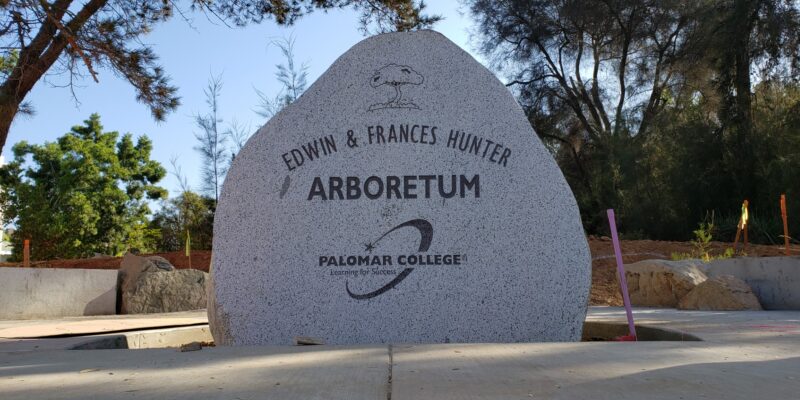 EDWIN & FRANCES HUNTER
ARBORETUM
PALOMAR COLLEGE®
Learning for Success